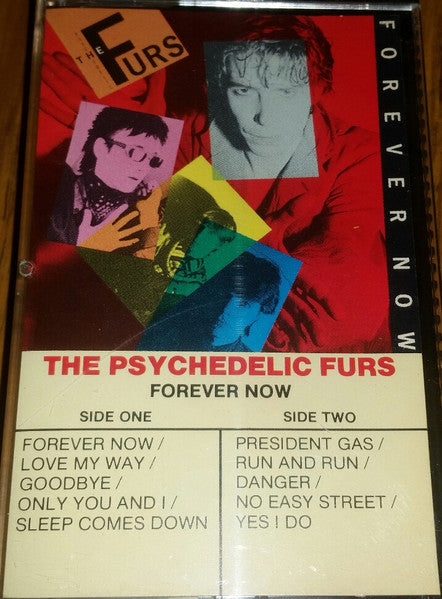 THE FURS
FOREVER NOW
THE PSYCHEDELIC FURS
FOREVER NOW
SIDE ONE
FOREVER NOW /
LOVE MY WAY /
GOODBYE /
ONLY YOU AND I /
SLEEP COMES DOWN
SIDE TWO
PRESIDENT GAS /
RUN AND RUN /
DANGER /
NO EASY STREET /
YES I DO